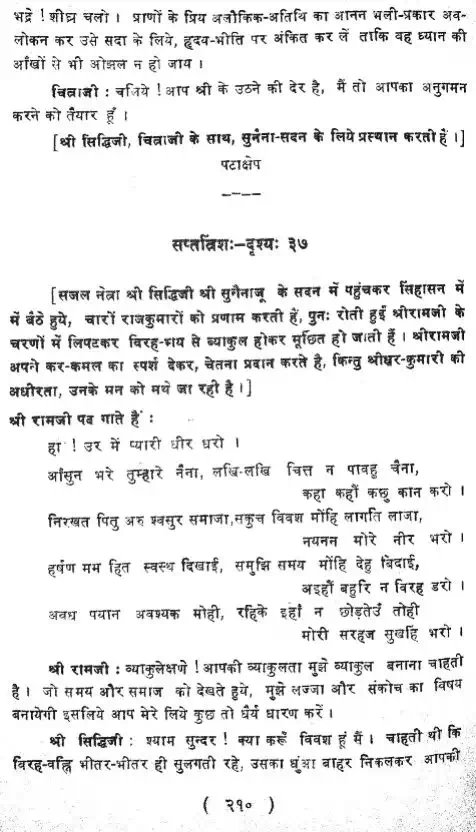 भद्रे ! शीघ्र चलो । प्राणों के प्रिय अलौकिक-अतिथि का आनन भली-प्रकार अव-
लोकन कर उसे सदा के लिये, हृदय-भीति पर अंकित कर लें ताकि वह ध्यान की
आँखों से भी ओझल न हो जाय ।
चित्राजी : चलिये ! आप श्री के उठने की देर है, मैं तो आपका अनुगमन
करने को तैयार हूँ ।
[श्री सिद्धिजी, चित्राजी के साथ, सुनैना-सदन के लिये प्रस्थान करती हैं ।]
पटाक्षेप
----
सप्तत्रिंशः-दृश्यः ३७
[सजल नेत्रा श्री सिद्धिजी श्री सुनैनाजू के सदन में पहुंचकर सिंहासन में
में बैठे हुये, चारों राजकुमारों को प्रणाम करती हैं, पुनः रोती हुई श्रीरामजी के
चरणों में लिपटकर विरह-भय से व्याकुल होकर मूर्छित हो जाती हैं । श्रीरामजी
अपने कर-कमल का स्पर्श देकर, चेतना प्रदान करते है, किन्तु श्रीधर-कुमारी की
अधीरता, उनके मन को मथे जा रही है ।]
श्री रामजी पद गाते हैं :
हा ! उर में प्यारी धीर धरो ।
आंसुन भरे तुम्हारे नैना, लखि-लखि चित्त न पावहु चैना,
कहा कहौं कछु कान करो ।
निरखत पितु अरु श्वसुर समाजा,सकुच विवश मोंहि लागति लाजा,
नयनन मोरे नीर भरो ।
हर्षण मम हित स्वस्थ दिखाई, समुझि समय मोंहि देहु बिदाई,
अइहौं बहुरि न विरह डरो ।
अवध पयान अवश्यक मोही, रहिके इहाँ न छोड़तेउँ तोही
मोरी सरहज सुखहि भरो ।
श्री रामजी : व्याकुलेक्षणे ! आपकी व्याकुलता मुझे व्याकुल बनाना चाहती
है । जो समय और समाज को देखते हुये, मुझे लज्जा और संकोच का विषय
बनायेगी इसलिये आप मेरे लिये कुछ तो धैर्य धारण करें ।
श्री सिद्धिजी : श्याम सुन्दर ! क्या करूँ विवश हूं मैं । चाहती थी कि
विरह-वह्नि भीतर-भीतर ही सुलगती रहे, उसका धुंआ बाहर निकलकर आपकी
( २१० )